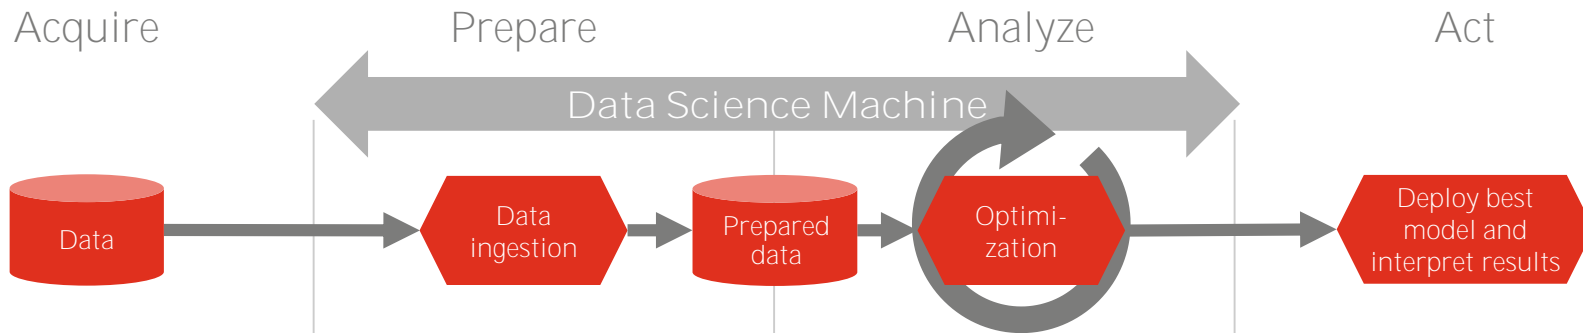 Acquire
Prepare
Analyze
Act
Data Science Machine
Data
Data
ingestion
Prepared
data
Optimi-
zation
Deploy best
model and
interpret results